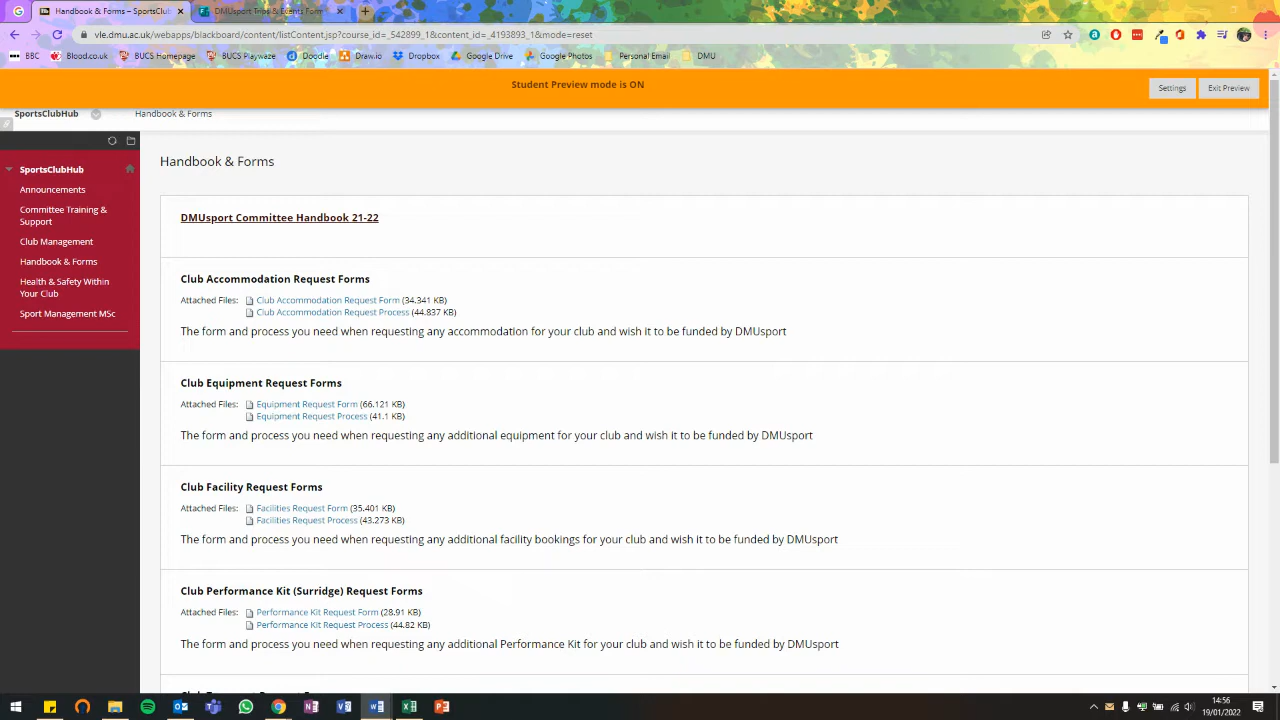 Handbook & Forms – SportsClubH
DMUsport Forms & Events Form
vle.dmu.ac.uk/webapps/blackboard/content/listContent.jsp?course_id=_542899_1&content_id=_4193893_1&mode=reset
BBC Blood.co.uk BUCS Homepage BUCS Playwaze Doodle Draw.io Dropbox Google Drive Google Photos Personal Email DMU
Student Preview mode is ON
Settings Exit Preview
SportsClubHub Handbook & Forms
SportsClubHub
Announcements
Committee Training &
Support
Club Management
Handbook & Forms
Health & Safety Within
Your Club
Sport Management MSc
Handbook & Forms
DMUsport Committee Handbook 21-22
Club Accommodation Request Forms
Attached Files: Club Accommodation Request Form (34.341 KB)
Club Accommodation Request Process (44.837 KB)
The form and process you need when requesting any accommodation for your club and wish it to be funded by DMUsport
Club Equipment Request Forms
Attached Files: Equipment Request Form (66.121 KB)
Equipment Request Process (41.1 KB)
The form and process you need when requesting any additional equipment for your club and wish it to be funded by DMUsport
Club Facility Request Forms
Attached Files: Facilities Request Form (35.401 KB)
Facilities Request Process (43.273 KB)
The form and process you need when requesting any additional facility bookings for your club and wish it to be funded by DMUsport
Club Performance Kit (Surridge) Request Forms
Attached Files: Performance Kit Request Form (28.91 KB)
Performance Kit Request Process (44.82 KB)
The form and process you need when requesting any additional Performance Kit for your club and wish it to be funded by DMUsport
14:56
19/01/2022